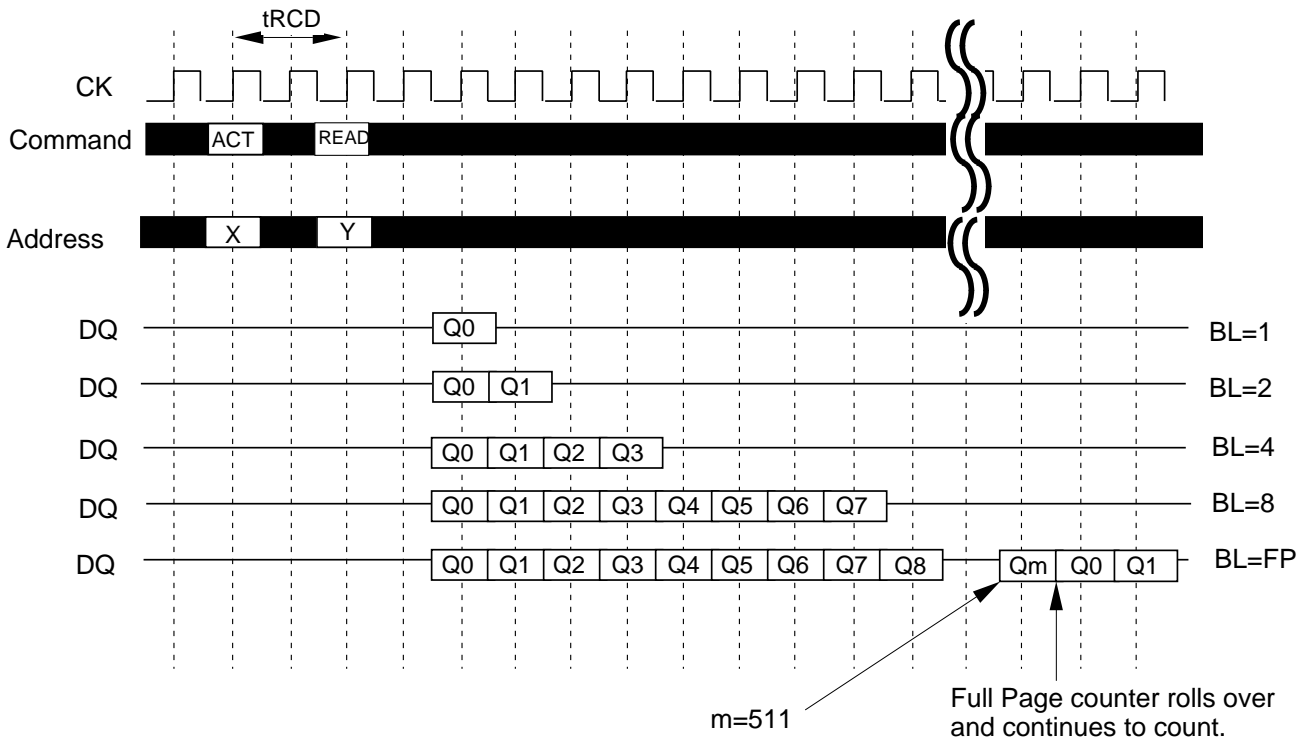 tRCD
CK
Command ACT READ
Address X Y
DQ Q0 BL=1
DQ Q0 Q1 BL=2
DQ Q0 Q1 Q2 Q3 BL=4
DQ Q0 Q1 Q2 Q3 Q4 Q5 Q6 Q7 BL=8
DQ Q0 Q1 Q2 Q3 Q4 Q5 Q6 Q7 Q8 Qm Q0 Q1 BL=FP
m=511
Full Page counter rolls over
and continues to count.